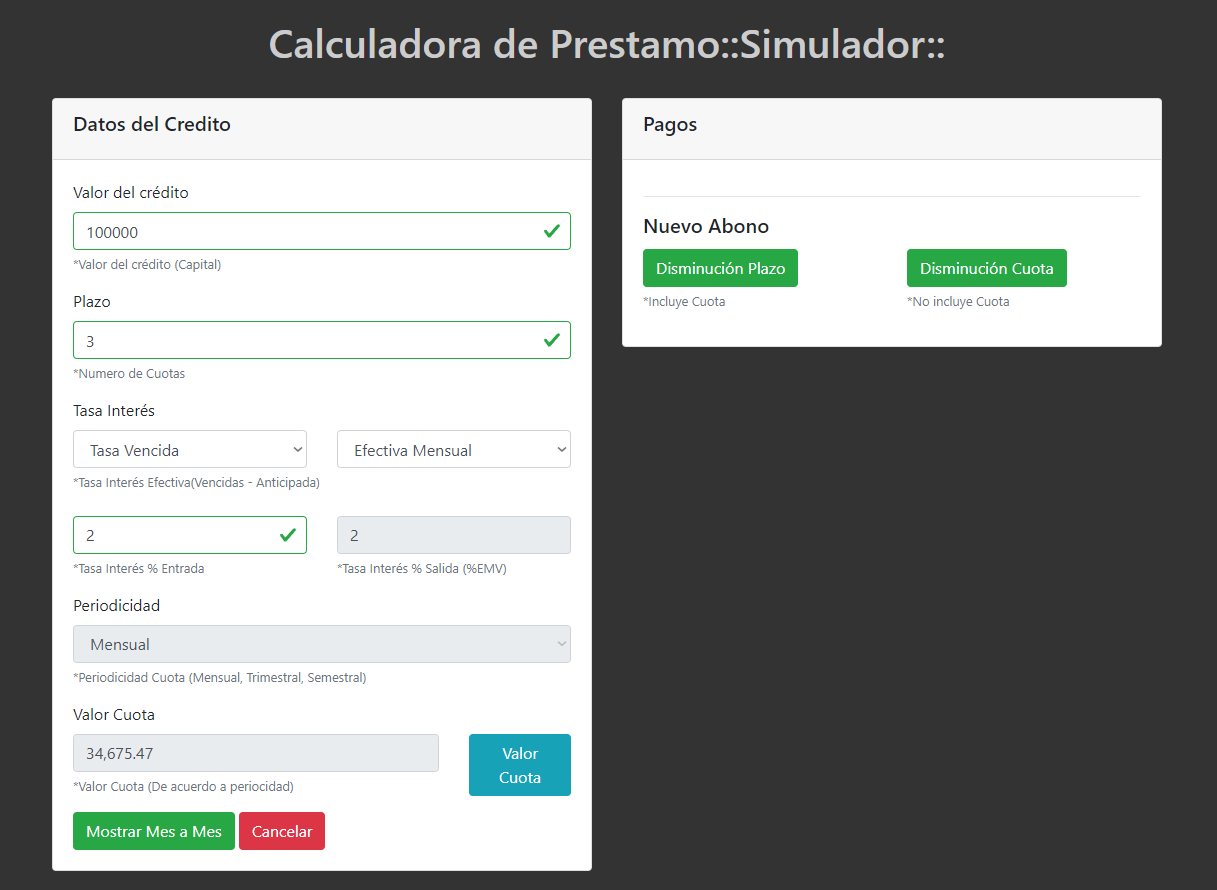 Calculadora de Prestamo::Simulador::
Datos del Credito
Valor del crédito
100000
*Valor del crédito (Capital)
Plazo
3
*Numero de Cuotas
Tasa Interés
Tasa Vencida
Efectiva Mensual
*Tasa Interés Efectiva(Vencidas - Anticipada)
2
2
*Tasa Interés % Entrada
*Tasa Interés % Salida (%EMV)
Periodicidad
Mensual
*Periodicidad Cuota (Mensual, Trimestral, Semestral)
Valor Cuota
34,675.47
Valor
Cuota
*Valor Cuota (De acuerdo a periocidad)
Mostrar Mes a Mes
Cancelar
Pagos
Nuevo Abono
Disminución Plazo
Disminución Cuota
*Incluye Cuota
*No incluye Cuota